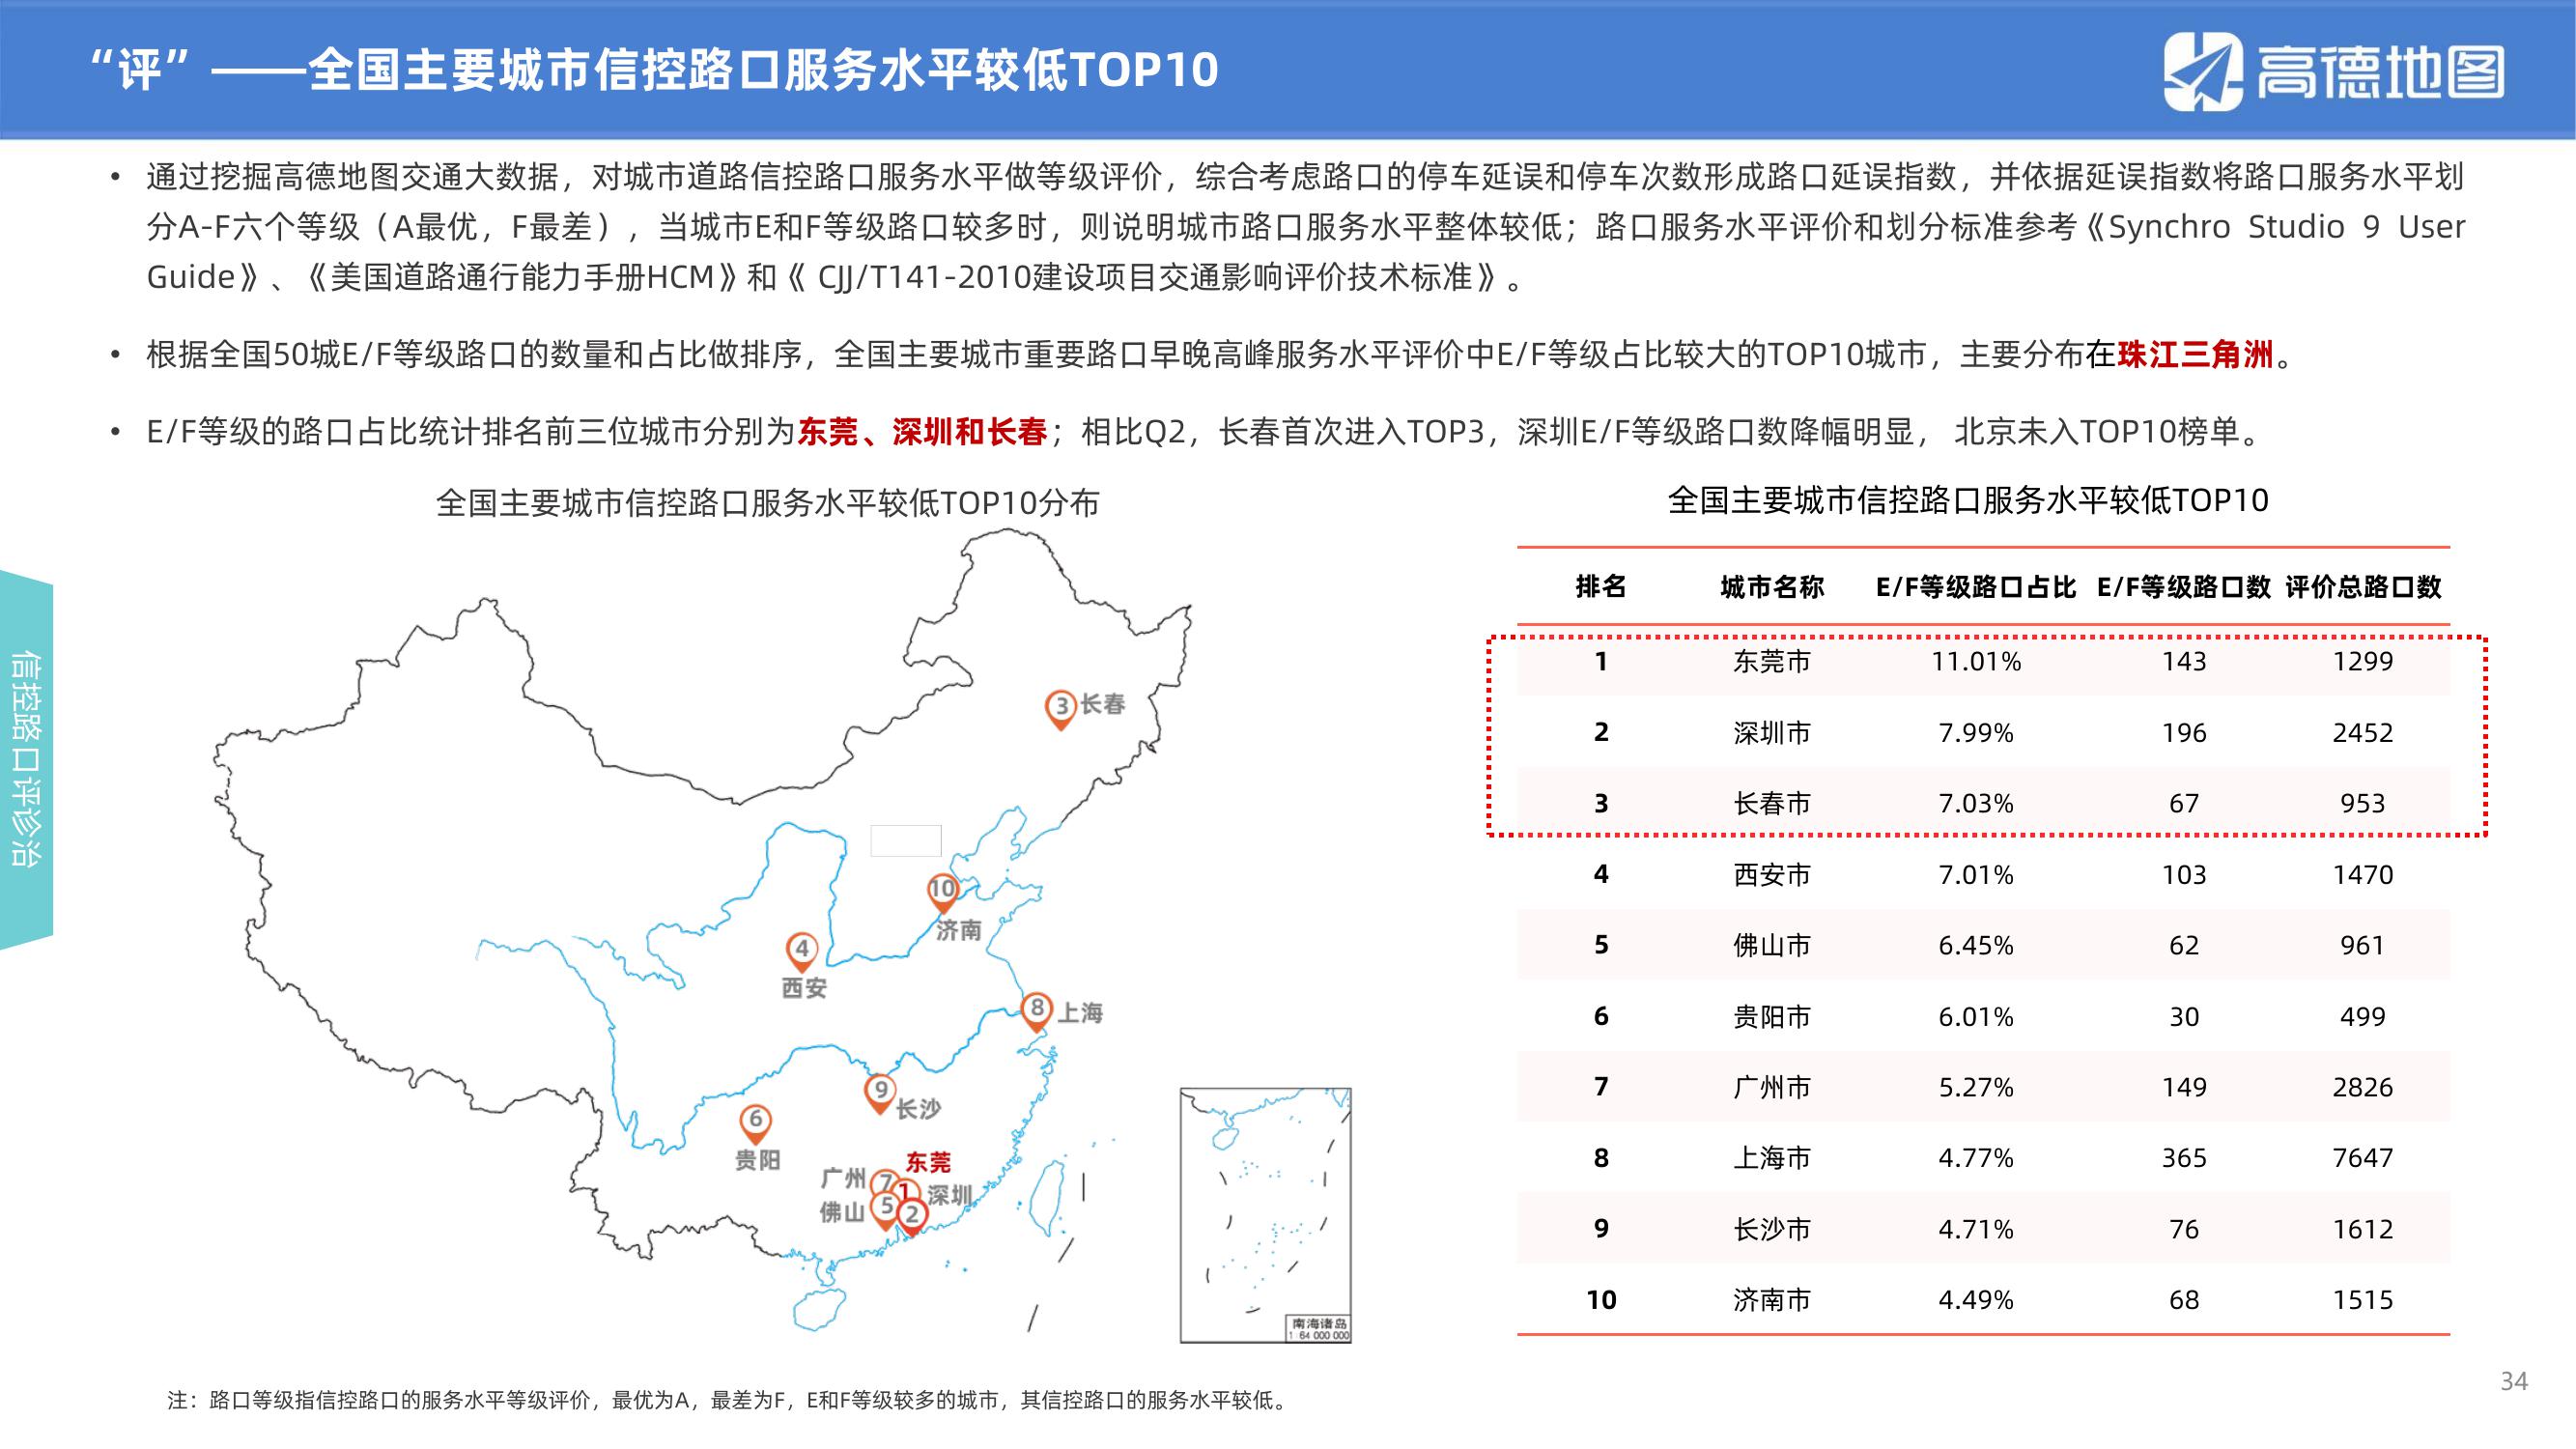 “评”——全国主要城市信控路口服务水平较低TOP10
高德地图
• 通过挖掘高德地图交通大数据，对城市道路信控路口服务水平做等级评价，综合考虑路口的停车延误和停车次数形成路口延误指数，并依据延误指数将路口服务水平划
分A-F六个等级（A最优，F最差），当城市E和F等级路口较多时，则说明城市路口服务水平整体较低；路口服务水平评价和划分标准参考《Synchro Studio 9 User
Guide》、《美国道路通行能力手册HCM》和《 CJJ/T141-2010建设项目交通影响评价技术标准》。
• 根据全国50城E/F等级路口的数量和占比做排序，全国主要城市重要路口早晚高峰服务水平评价中E/F等级占比较大的TOP10城市，主要分布在珠江三角洲。
• E/F等级的路口占比统计排名前三位城市分别为东莞、深圳和长春；相比Q2，长春首次进入TOP3，深圳E/F等级路口数降幅明显， 北京未入TOP10榜单。
信控路口评诊治
全国主要城市信控路口服务水平较低TOP10分布
3 长春
10
济南
4
西安
8 上海
9
长沙
6
贵阳
东莞
广州 7 1 深圳
佛山 5 2
南海诸岛
1 64 000 000
全国主要城市信控路口服务水平较低TOP10
排名 城市名称 E/F等级路口占比 E/F等级路口数 评价总路口数
1 东莞市 11.01% 143 1299
2 深圳市 7.99% 196 2452
3 长春市 7.03% 67 953
4 西安市 7.01% 103 1470
5 佛山市 6.45% 62 961
6 贵阳市 6.01% 30 499
7 广州市 5.27% 149 2826
8 上海市 4.77% 365 7647
9 长沙市 4.71% 76 1612
10 济南市 4.49% 68 1515
注：路口等级指信控路口的服务水平等级评价，最优为A，最差为F，E和F等级较多的城市，其信控路口的服务水平较低。
34